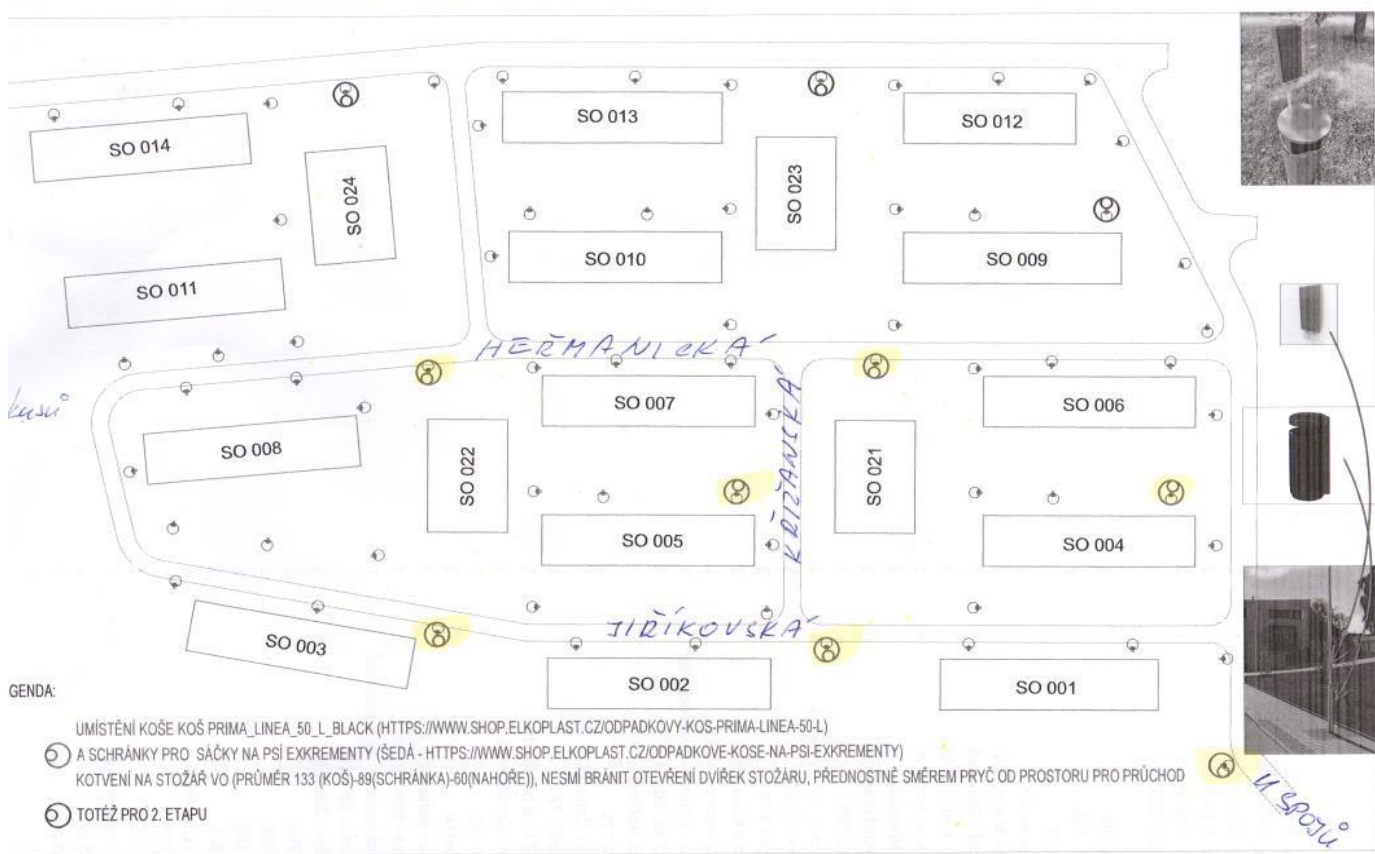 SO 014
SO 024
SO 013
SO 023
SO 012
SO 011
SO 010
SO 009
HEŘMANICKÁ
kusů
SO 008
SO 022
SO 007
KŘIŽANSKÁ
SO 021
SO 006
SO 005
SO 004
SO 003
JIŘÍKOVSKÁ
SO 002
SO 001
GENDA:
UMÍSTĚNÍ KOŠE KOŠ PRIMA_LINEA_50_L_BLACK (HTTPS://WWW.SHOP.ELKOPLAST.CZ/ODPADKOVY-KOS-PRIMA-LINEA-50-L)
A SCHRÁNKY PRO SÁČKY NA PSÍ EXKREMENTY (ŠEDÁ - HTTPS://WWW.SHOP.ELKOPLAST.CZ/ODPADKOVE-KOSE-NA-PSI-EXKREMENTY)
KOTVENÍ NA STOŽÁR VO (PRŮMĚR 133 (KOŠ)-89(SCHRÁNKA)-60(NAHOŘE)), NESMÍ BRÁNIT OTEVŘENÍ DVÍŘEK STOŽÁRU, PŘEDNOSTNĚ SMĚREM PRYČ OD PROSTORU PRO PRŮCHOD
TOTÉŽ PRO 2. ETAPU
U SPOJŮ